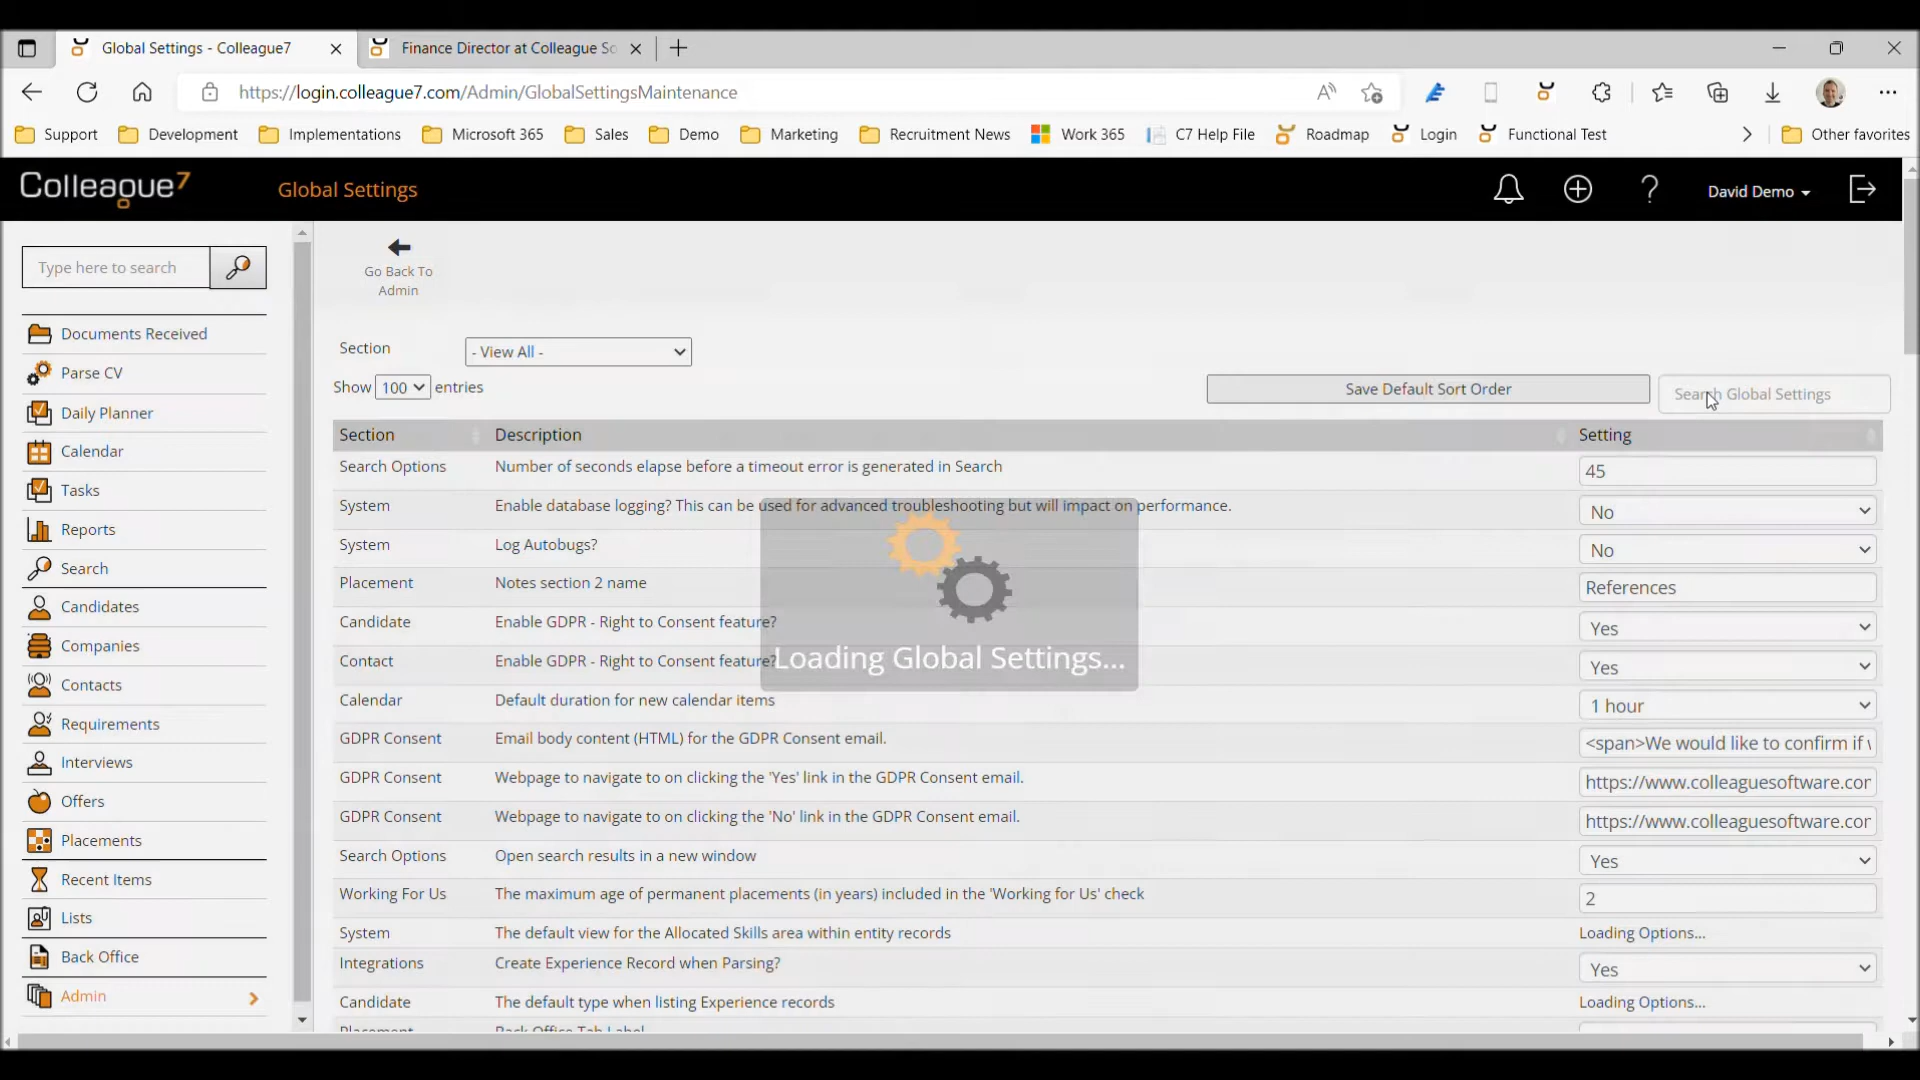 Global Settings - Colleague7
Finance Director at Colleague So
https://login.colleague7.com/Admin/GlobalSettingsMaintenance
Support
Development
Implementations
Microsoft 365
Sales
Demo
Marketing
Recruitment News
Work 365
C7 Help File
Roadmap
Login
Functional Test
Other favorites
Colleague7
Global Settings
David Demo
Type here to search
Go Back To
Admin
Documents Received
Parse CV
Daily Planner
Calendar
Tasks
Reports
Search
Candidates
Companies
Contacts
Requirements
Interviews
Offers
Placements
Recent Items
Lists
Back Office
Admin
Section - View All -
Show 100 entries
Save Default Sort Order
Search Global Settings
Section Description Setting
Search Options Number of seconds elapse before a timeout error is generated in Search 45
System Enable database logging? This can be used for advanced troubleshooting but will impact on performance. No
System Log Autobugs? No
Placement Notes section 2 name References
Candidate Enable GDPR - Right to Consent feature? Yes
Contact Enable GDPR - Right to Consent feature? Yes
Loading Global Settings...
Calendar Default duration for new calendar items 1 hour
GDPR Consent Email body content (HTML) for the GDPR Consent email. <span>We would like to confirm if
GDPR Consent Webpage to navigate to on clicking the 'Yes' link in the GDPR Consent email. https://www.colleaguesoftware.cor
GDPR Consent Webpage to navigate to on clicking the 'No' link in the GDPR Consent email. https://www.colleaguesoftware.cor
Search Options Open search results in a new window Yes
Working For Us The maximum age of permanent placements (in years) included in the 'Working for Us' check 2
System The default view for the Allocated Skills area within entity records Loading Options...
Integrations Create Experience Record when Parsing? Yes
Candidate The default type when listing Experience records Loading Options...
Placement Back Office Tab Label